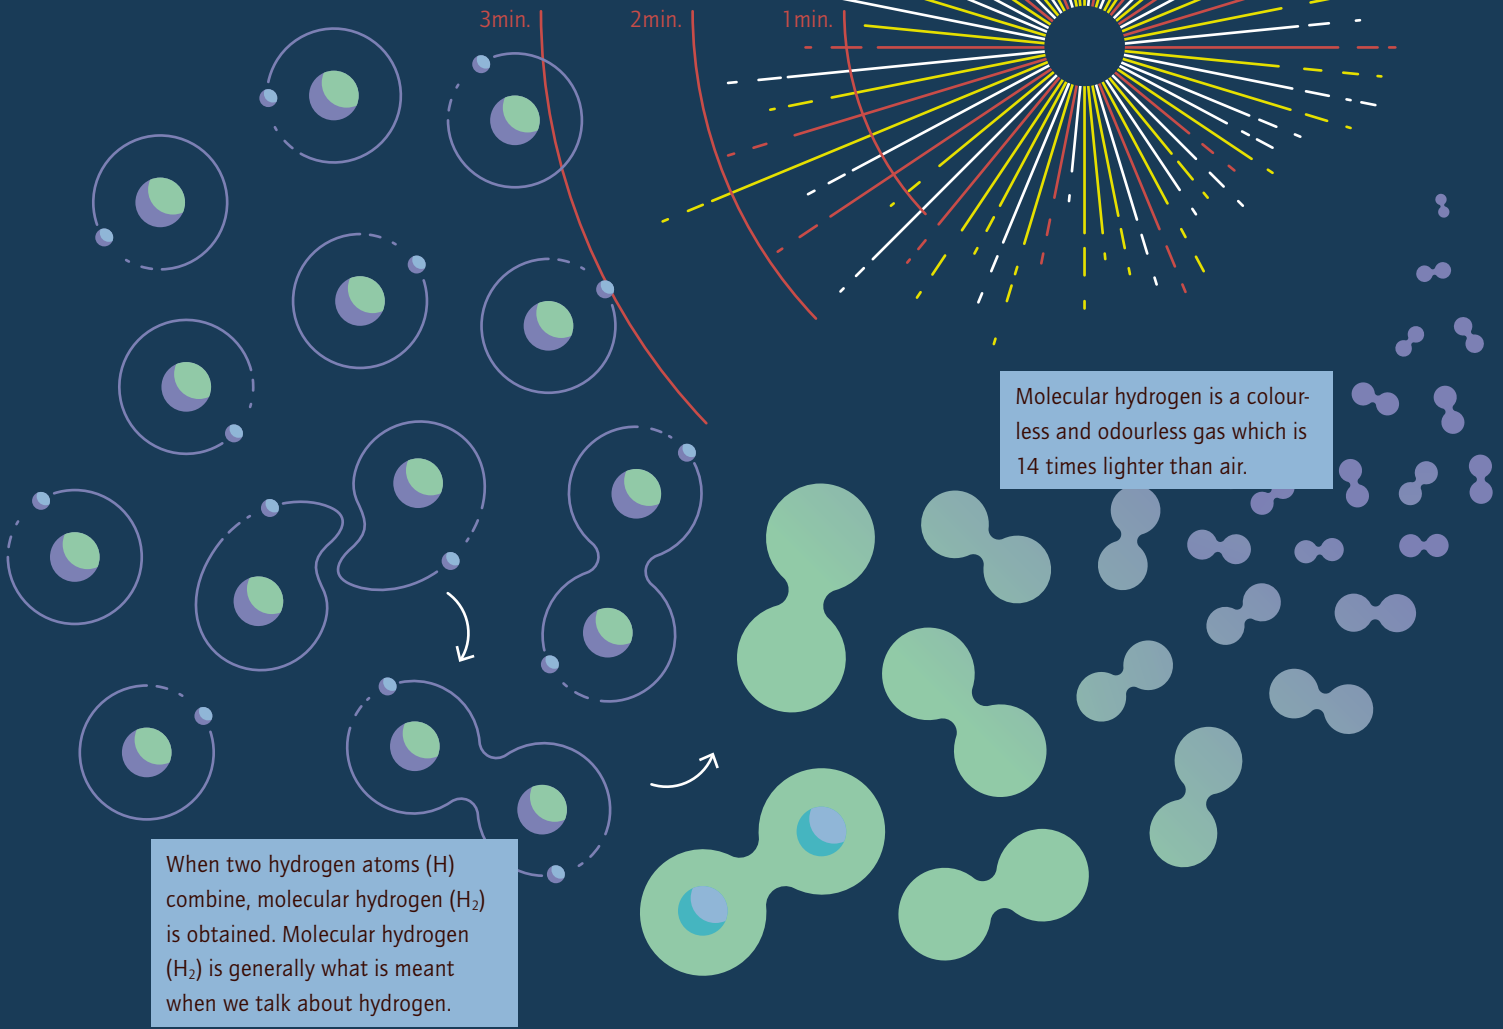 3min.
2min.
1min.
Molecular hydrogen is a colour-
less and odourless gas which is
14 times lighter than air.
When two hydrogen atoms (H)
combine, molecular hydrogen (H₂)
is obtained. Molecular hydrogen
(H₂) is generally what is meant
when we talk about hydrogen.